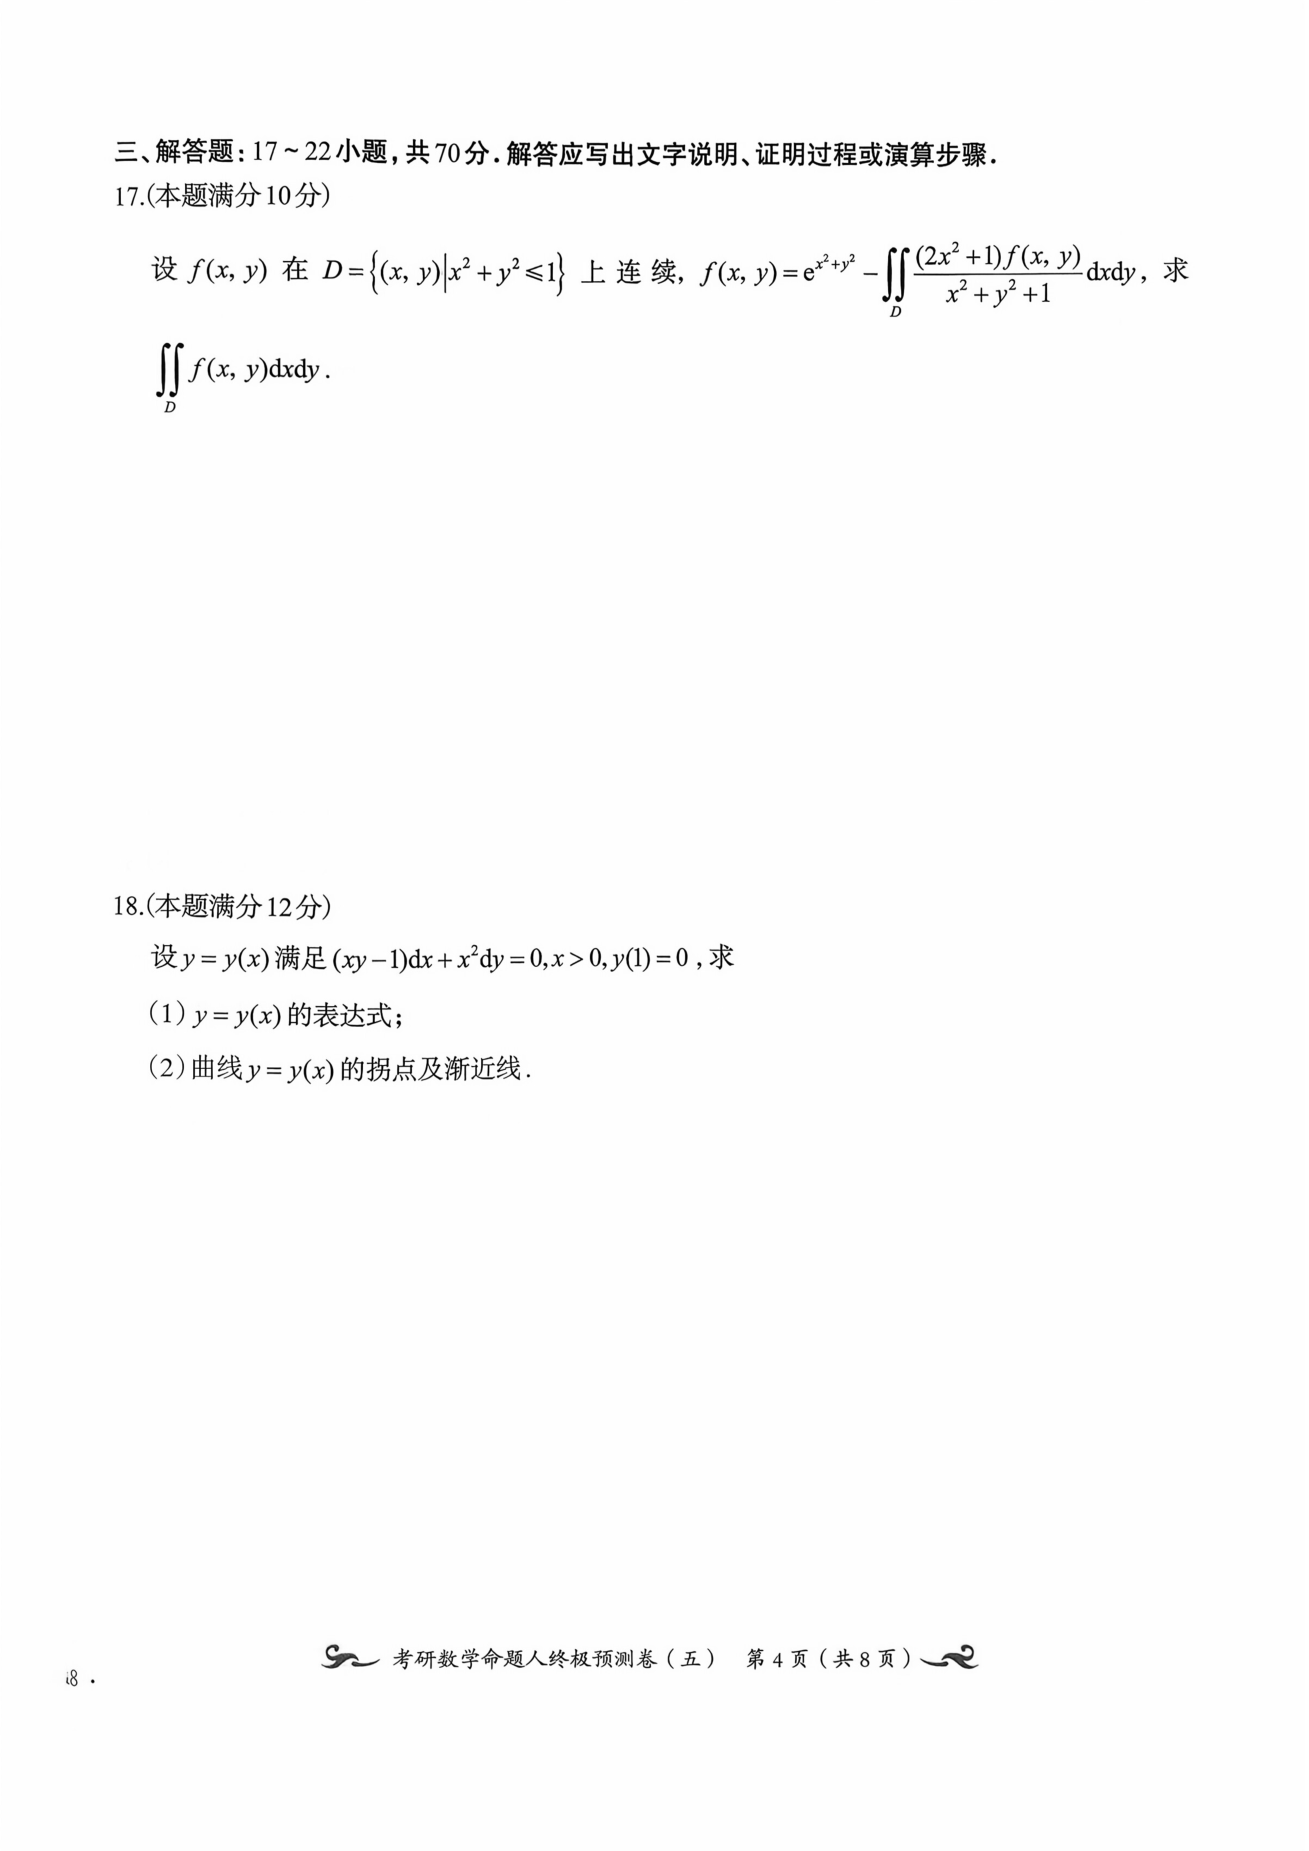 三、解答题：17～22小题，共70分．解答应写出文字说明、证明过程或演算步骤．
17.(本题满分10分)
设 f(x, y) 在 D={(x, y)|x²+y²≤1} 上连续, f(x, y)=e^{x²+y²}-∬_D \frac{(2x²+1)f(x, y)}{x²+y²+1}dxdy，求
∬_D f(x, y)dxdy．
18.(本题满分12分)
设y=y(x)满足(xy-1)dx+x²dy=0,x>0,y(1)=0，求
（1）y=y(x)的表达式；
（2）曲线y=y(x)的拐点及渐近线．
考研数学命题人终极预测卷（五） 第4页（共8页）
8 ·